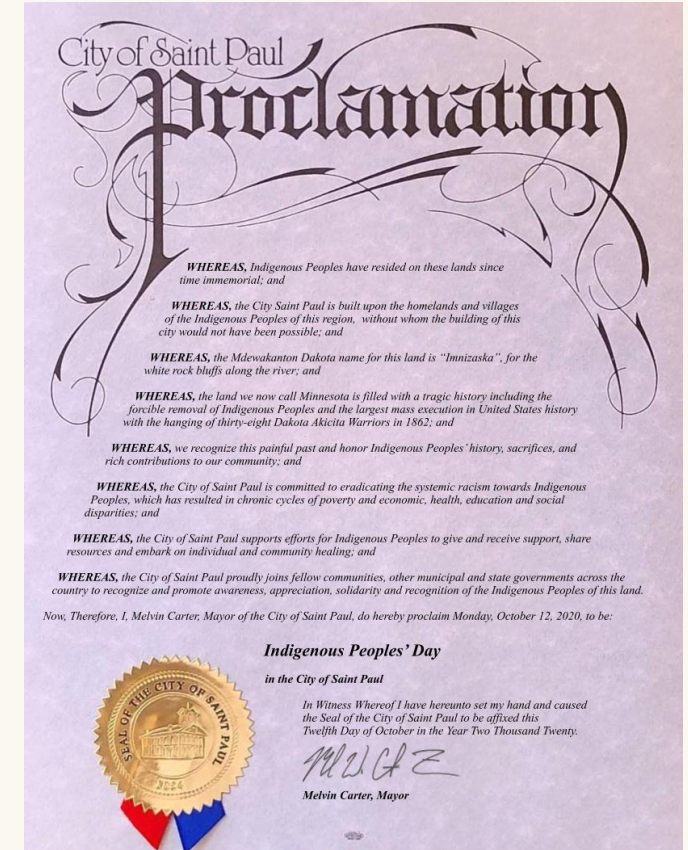 City of Saint Paul
Proclamation
WHEREAS, Indigenous Peoples have resided on these lands since
time immemorial; and
WHEREAS, the City Saint Paul is built upon the homelands and villages
of the Indigenous Peoples of this region, without whom the building of this
city would not have been possible; and
WHEREAS, the Mdewakanton Dakota name for this land is “Imnizaska”, for the
white rock bluffs along the river; and
WHEREAS, the land we now call Minnesota is filled with a tragic history including the
forcible removal of Indigenous Peoples and the largest mass execution in United States history
with the hanging of thirty-eight Dakota Akicita Warriors in 1862; and
WHEREAS, we recognize this painful past and honor Indigenous Peoples’ history, sacrifices, and
rich contributions to our community; and
WHEREAS, the City of Saint Paul is committed to eradicating the systemic racism towards Indigenous
Peoples, which has resulted in chronic cycles of poverty and economic, health, education and social
disparities; and
WHEREAS, the City of Saint Paul supports efforts for Indigenous Peoples to give and receive support, share
resources and embark on individual and community healing; and
WHEREAS, the City of Saint Paul proudly joins fellow communities, other municipal and state governments across the
country to recognize and promote awareness, appreciation, solidarity and recognition of the Indigenous Peoples of this land.
Now, Therefore, I, Melvin Carter, Mayor of the City of Saint Paul, do hereby proclaim Monday, October 12, 2020, to be:
Indigenous Peoples’ Day
in the City of Saint Paul
In Witness Whereof I have hereunto set my hand and caused
the Seal of the City of Saint Paul to be affixed this
Twelfth Day of October in the Year Two Thousand Twenty.
Melvin Carter, Mayor
SEAL OF THE CITY OF SAINT PAUL